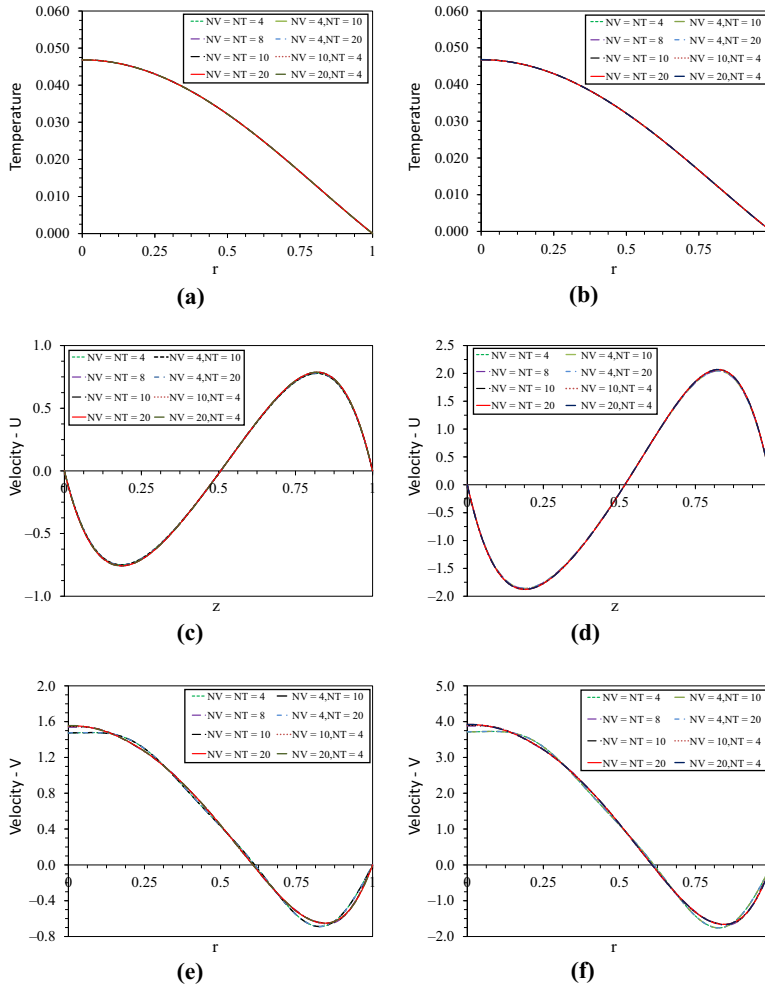 0.060
0.050
0.040
0.030
0.020
0.010
0.000
Temperature
NV = NT = 4 NV = 4,NT = 10
NV = NT = 8 NV = 4,NT = 20
NV = NT = 10 NV = 10,NT = 4
NV = NT = 20 NV = 20,NT = 4
0 0.25 0.5 0.75 1
r
(a)
0.060
0.050
0.040
0.030
0.020
0.010
0.000
Temperature
NV = NT = 4 NV = 4,NT = 10
NV = NT = 8 NV = 4,NT = 20
NV = NT = 10 NV = 10,NT = 4
NV = NT = 20 NV = 20,NT = 4
0 0.25 0.5 0.75
r
(b)
1.0
0.5
0.0
−0.5
−1.0
Velocity - U
NV = NT = 4 NV = 4,NT = 10
NV = NT = 8 NV = 4,NT = 20
NV = NT = 10 NV = 10,NT = 4
NV = NT = 20 NV = 20,NT = 4
0 0.25 0.5 0.75 1
z
(c)
2.5
2.0
1.5
1.0
0.5
0.0
−0.5
−1.0
−1.5
−2.0
Velocity - U
NV = NT = 4 NV = 4,NT = 10
NV = NT = 8 NV = 4,NT = 20
NV = NT = 10 NV = 10,NT = 4
NV = NT = 20 NV = 20,NT = 4
0 0.25 0.5 0.75
z
(d)
2.0
1.6
1.2
0.8
0.4
0.0
−0.4
−0.8
Velocity - V
NV = NT = 4 NV = 4,NT = 10
NV = NT = 8 NV = 4,NT = 20
NV = NT = 10 NV = 10,NT = 4
NV = NT = 20 NV = 20,NT = 4
0 0.25 0.5 0.75 1
r
(e)
5.0
4.0
3.0
2.0
1.0
0.0
−1.0
−2.0
Velocity - V
NV = NT = 4 NV = 4,NT = 10
NV = NT = 8 NV = 4,NT = 20
NV = NT = 10 NV = 10,NT = 4
NV = NT = 20 NV = 20,NT = 4
0 0.25 0.5 0.75
r
(f)